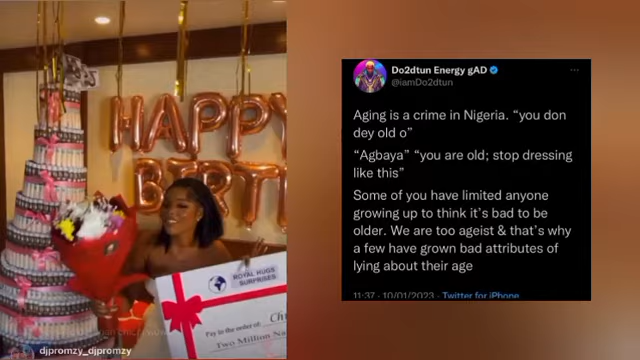 HAPPY
BIRT
ROYAL HUGS
SURPRISES
Pay in the order of:
Two Million Na
djpromzy_djpromzy
Do2dtun Energy gAD
@iamDo2dtun
Aging is a crime in Nigeria. “you don
dey old o”
“Agbaya” “you are old; stop dressing
like this”
Some of you have limited anyone
growing up to think it’s bad to be
older. We are too ageist & that’s why
a few have grown bad attributes of
lying about their age
11:37 · 10/01/2023 · Twitter for iPhone